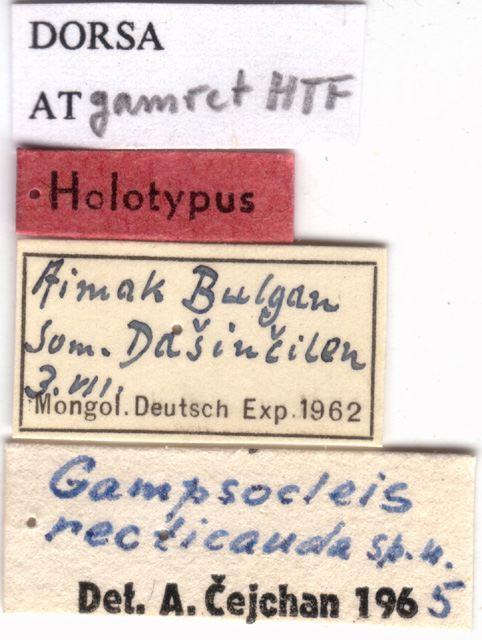 DORSA
AT gamret HTF
Holotypus
Aimak Bulgan
Som. Dašinčilen
3.VII.
Mongol. Deutsch Exp. 1962
Gampsocleis
recticauda sp. n.
Det. A. Čejchan 1965